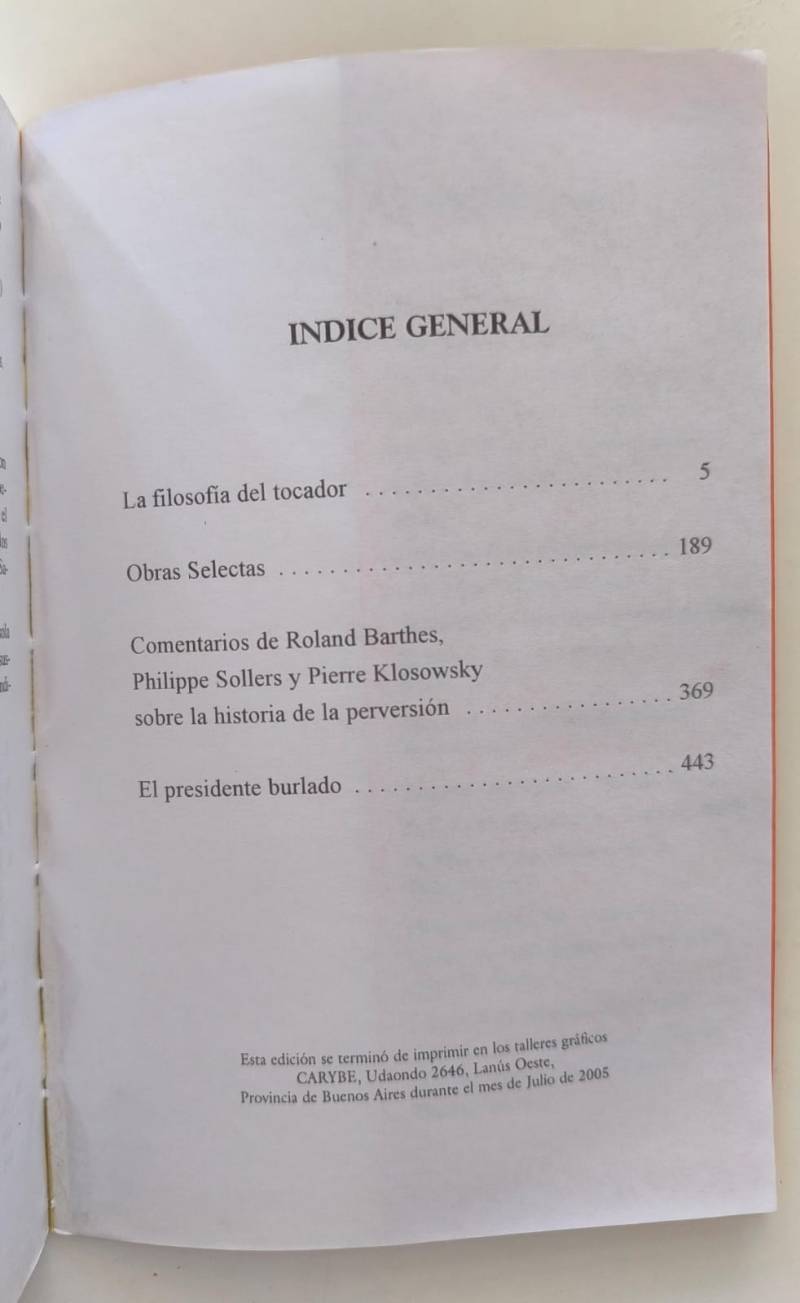 INDICE GENERAL
La filosofía del tocador . . . . . . . . . . . . . . . . . . . . . . . . 5
Obras Selectas . . . . . . . . . . . . . . . . . . . . . . . . . . . . . . . 189
Comentarios de Roland Barthes,
Philippe Sollers y Pierre Klosowsky
sobre la historia de la perversión . . . . . . . . . . . . . . . . . 369
El presidente burlado . . . . . . . . . . . . . . . . . . . . . . . . . 443
Esta edición se terminó de imprimir en los talleres gráficos
CARYBE, Udaondo 2646, Lanús Oeste,
Provincia de Buenos Aires durante el mes de Julio de 2005